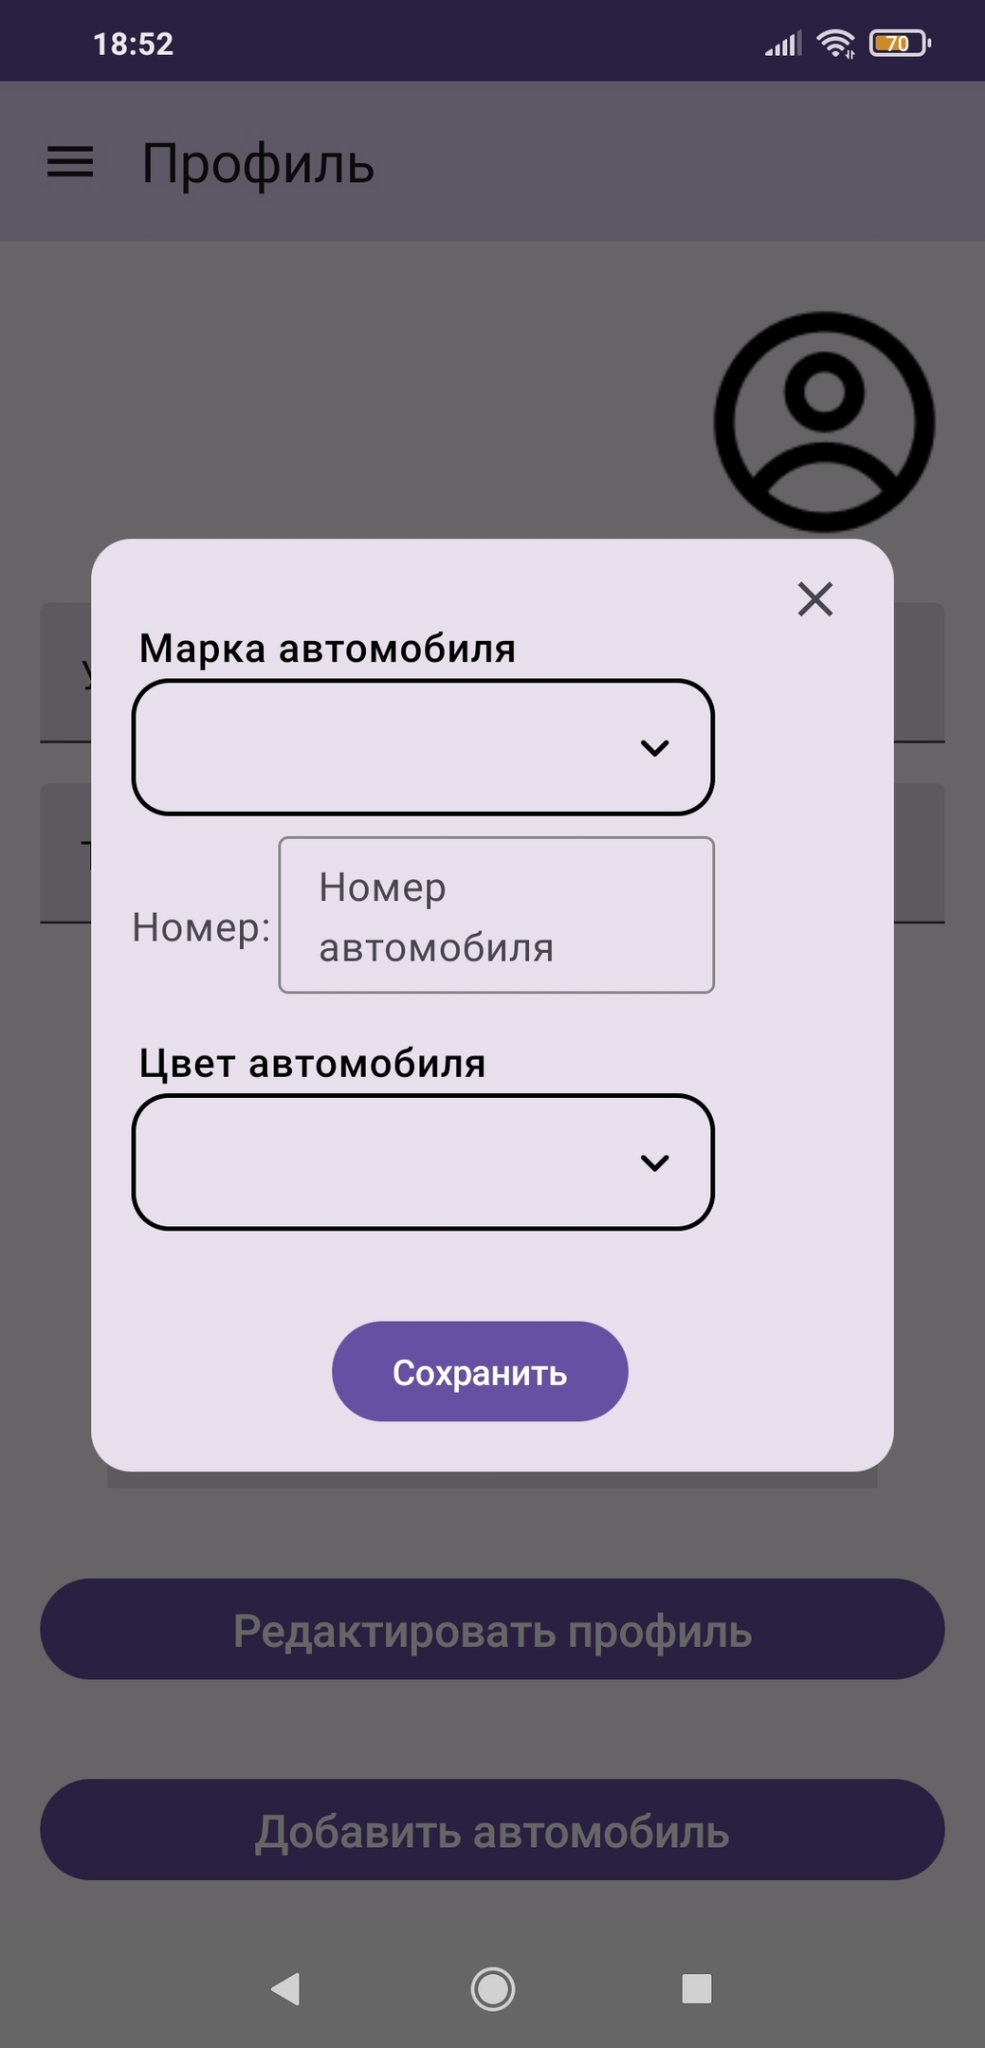 18:52
70
Профиль
Марка автомобиля
Номер:
Номер
автомобиля
Цвет автомобиля
Сохранить
Редактировать профиль
Добавить автомобиль